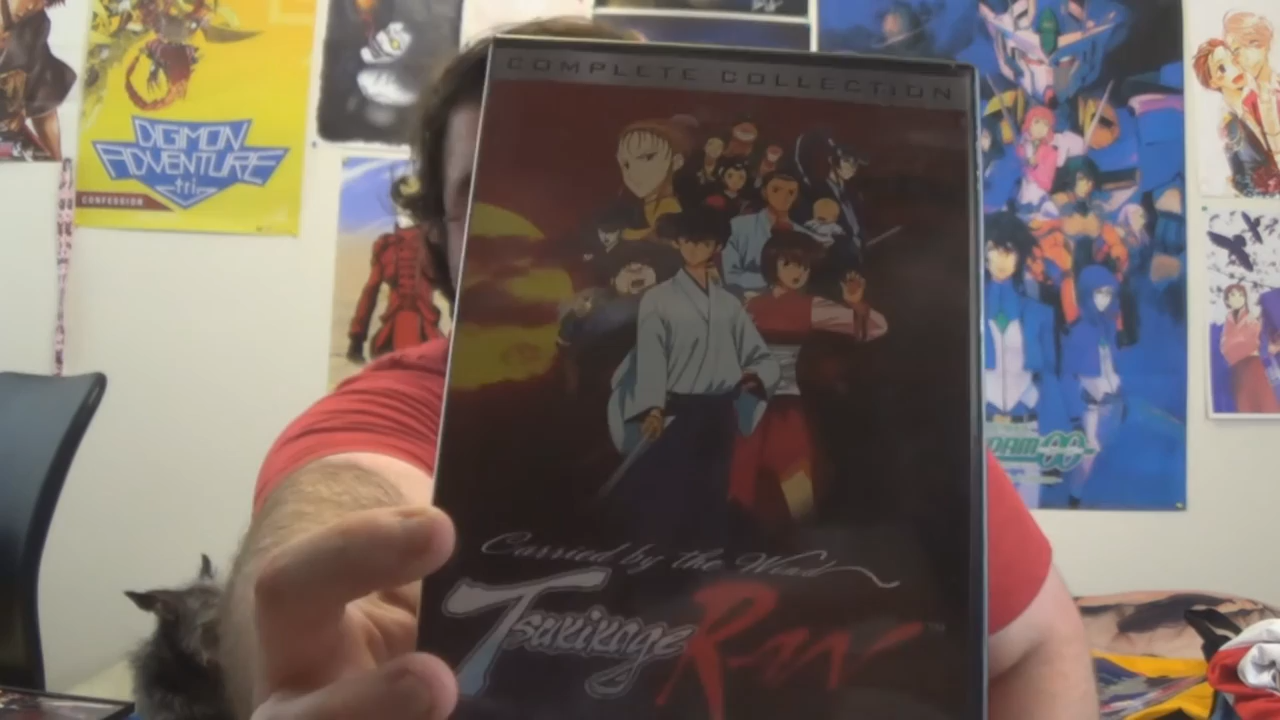 COMPLETE COLLECTION
DIGIMON
ADVENTURE
tri.
CONFESSION
Carried by the Wind
Tsukikage Ran